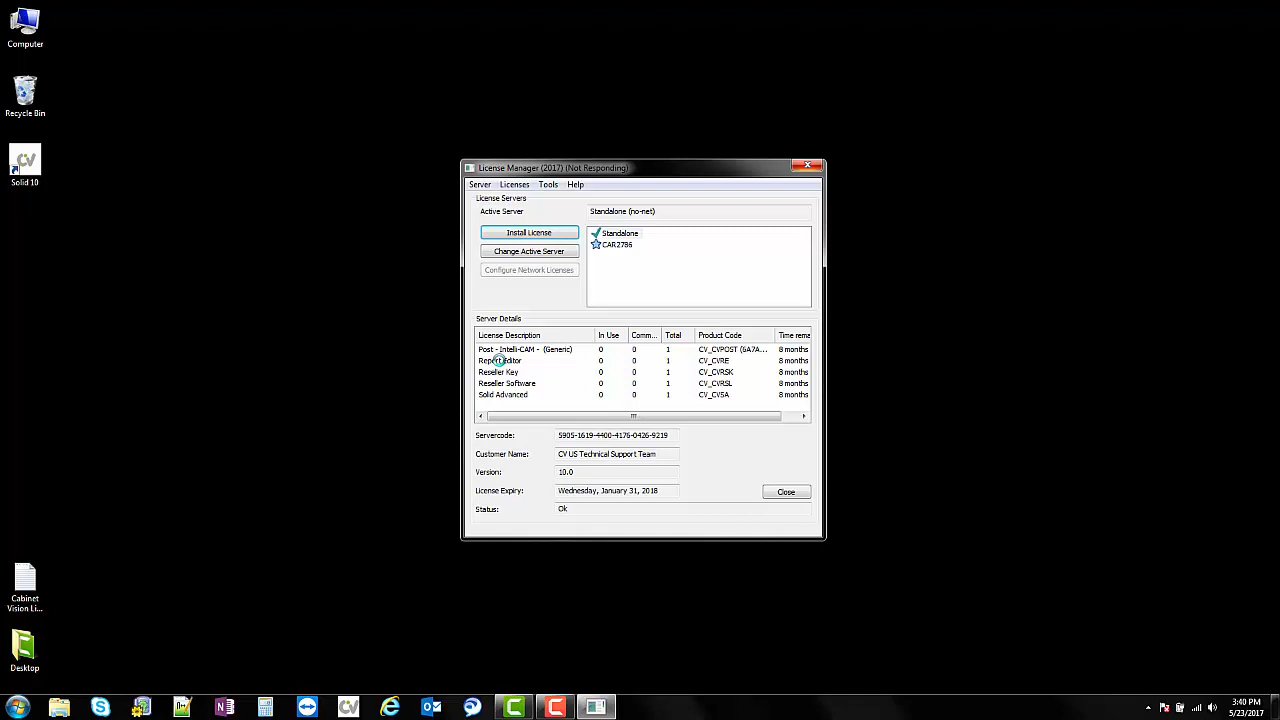 Computer
Recycle Bin
CV
Solid 10
Cabinet
Vision Li...
Desktop
License Manager (2017) (Not Responding)
Server Licenses Tools Help
License Servers
Active Server Standalone (no-net)
Install License
Change Active Server
Configure Network Licenses
Standalone
CAR2786
Server Details
License Description In Use Comm... Total Product Code Time rema
Post - Intelli-CAM - (Generic) 0 0 1 CV_CVPOST (6A7A... 8 months
Report Editor 0 0 1 CV_CVRE 8 months
Reseller Key 0 0 1 CV_CVRSK 8 months
Reseller Software 0 0 1 CV_CVRSL 8 months
Solid Advanced 0 0 1 CV_CVSA 8 months
Servercode: 5905-1619-4400-4176-0426-9219
Customer Name: CV US Technical Support Team
Version: 10.0
License Expiry: Wednesday, January 31, 2018
Close
Status: Ok
CV
3:40 PM
5/23/2017